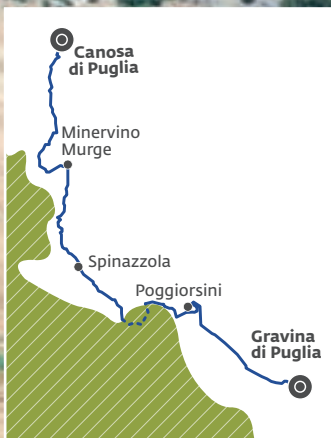 Canosa
di Puglia
Minervino
Murge
Spinazzola
Poggiorsini
Gravina
di Puglia